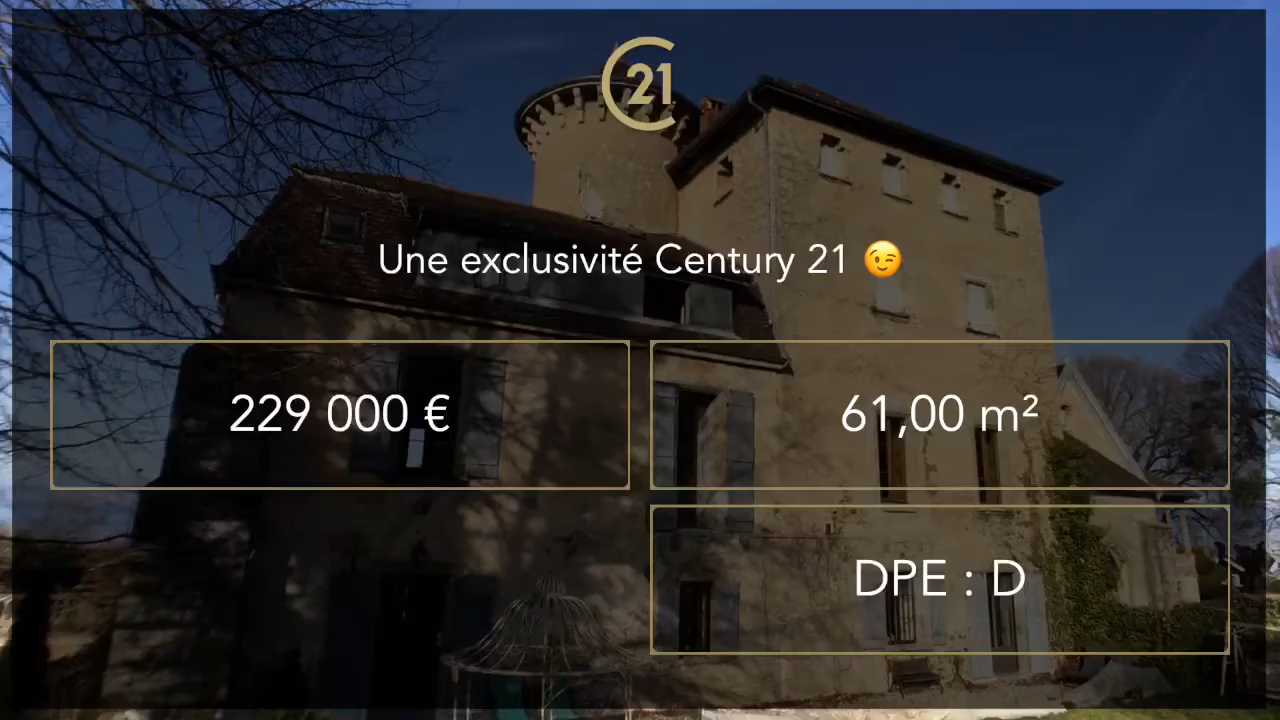 21
Une exclusivité Century 21 😉
229 000 €
61,00 m²
DPE : D